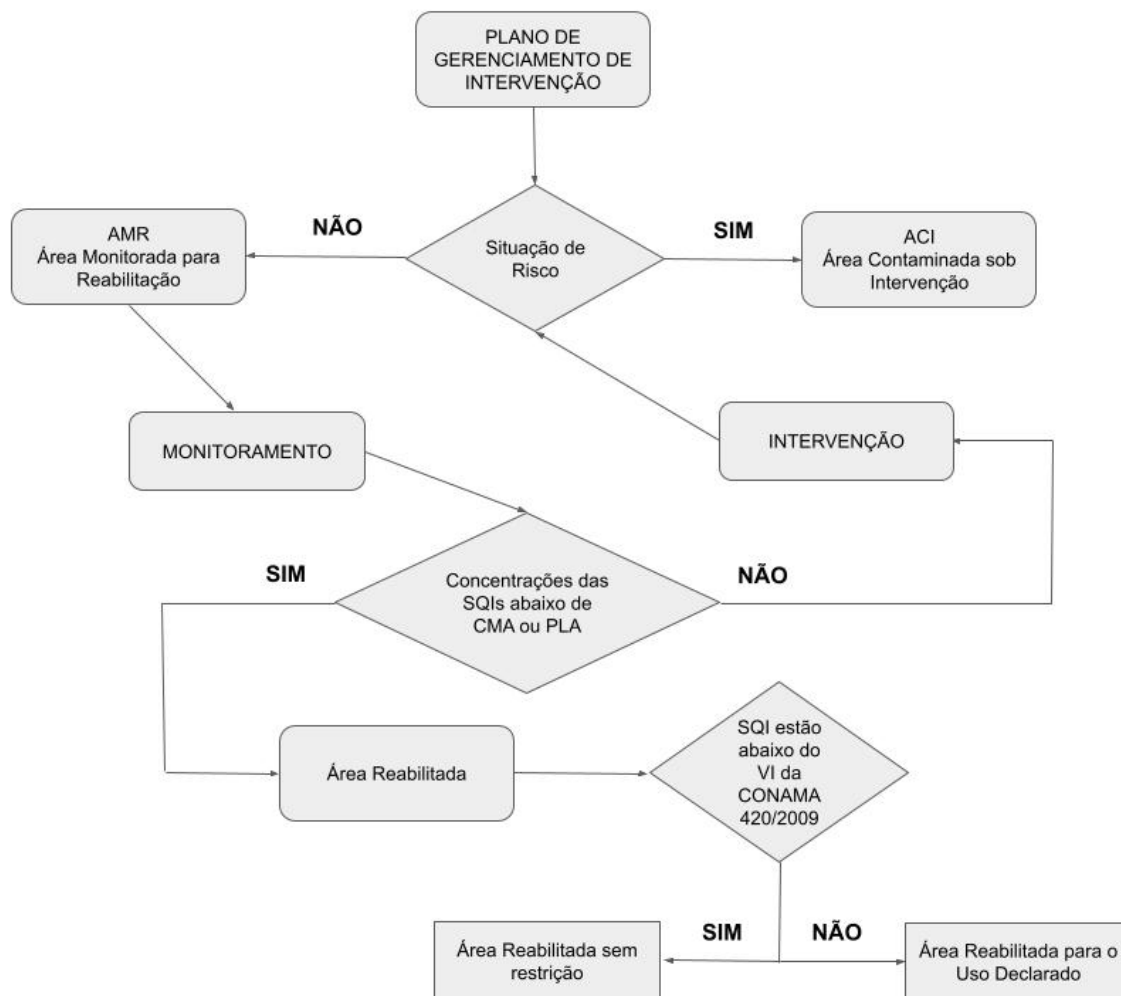 PLANO DE
GERENCIAMENTO DE
INTERVENÇÃO
NÃO
SIM
AMR
Área Monitorada para
Reabilitação
Situação de
Risco
ACI
Área Contaminada sob
Intervenção
MONITORAMENTO
INTERVENÇÃO
SIM
NÃO
Concentrações das
SQIs abaixo de
CMA ou PLA
Área Reabilitada
SQI estão
abaixo do
VI da
CONAMA
420/2009
SIM
NÃO
Área Reabilitada sem
restrição
Área Reabilitada para o
Uso Declarado